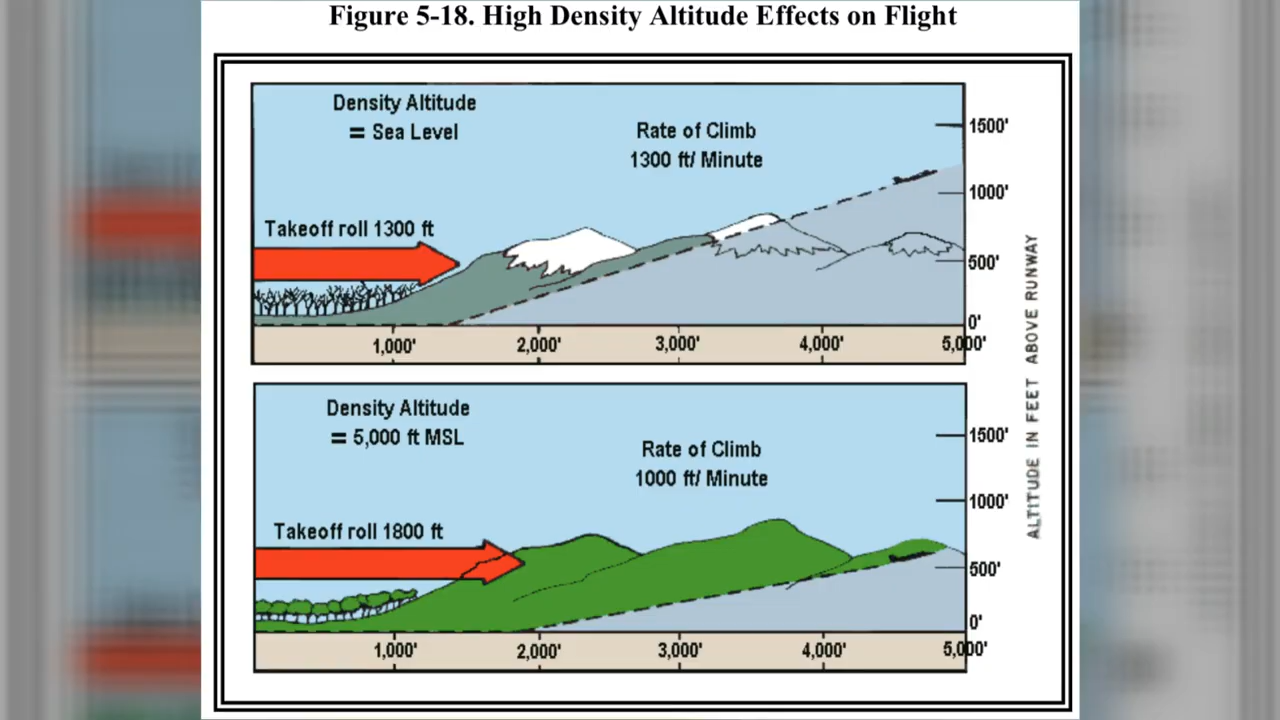 Figure 5-18. High Density Altitude Effects on Flight
Density Altitude
= Sea Level
Rate of Climb
1300 ft/ Minute
Takeoff roll 1300 ft
1500'
1000'
500'
0'
1,000'
2,000'
3,000'
4,000'
5,000'
Density Altitude
= 5,000 ft MSL
Rate of Climb
1000 ft/ Minute
Takeoff roll 1800 ft
1500'
1000'
500'
0'
1,000'
2,000'
3,000'
4,000'
5,000'
ALTITUDE IN FEET ABOVE RUNWAY